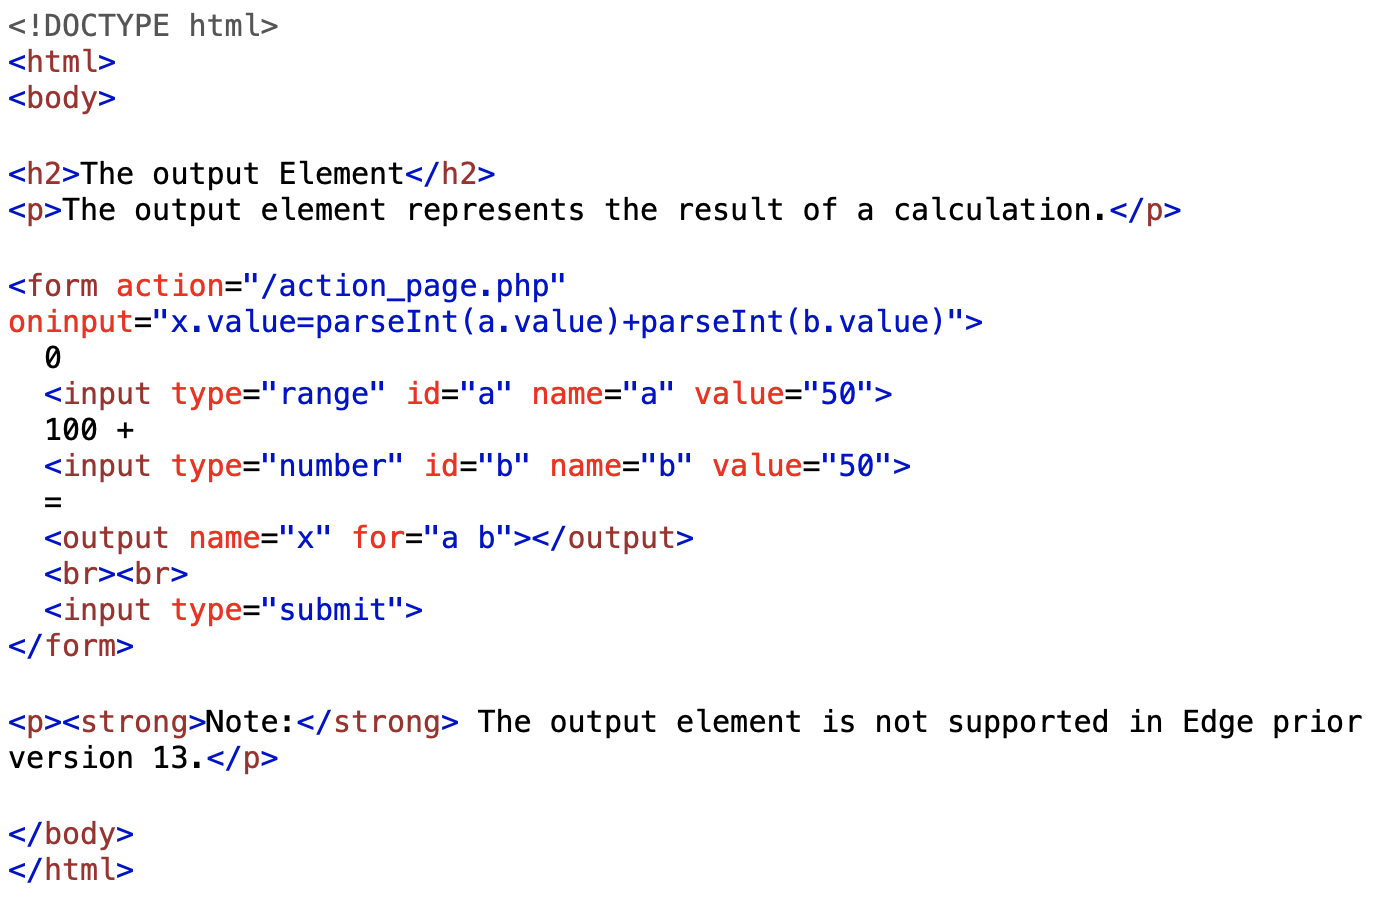 <!DOCTYPE html>
<html>
<body>

<h2>The output Element</h2>
<p>The output element represents the result of a calculation.</p>

<form action="/action_page.php"
oninput="x.value=parseInt(a.value)+parseInt(b.value)">
  0
  <input type="range" id="a" name="a" value="50">
  100 +
  <input type="number" id="b" name="b" value="50">
  =
  <output name="x" for="a b"></output>
  <br><br>
  <input type="submit">
</form>

<p><strong>Note:</strong> The output element is not supported in Edge prior
version 13.</p>

</body>
</html>